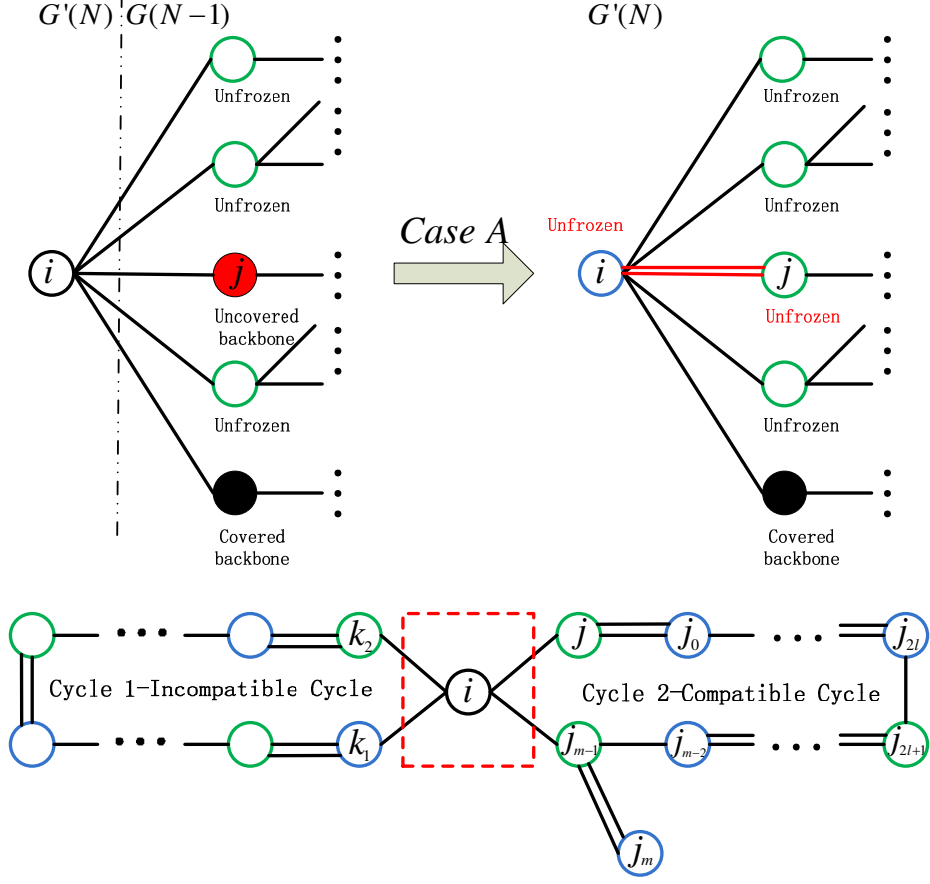 G'(N) G(N−1)
G'(N)
Unfrozen
Unfrozen
Unfrozen
Unfrozen
Unfrozen
Case A
i
j
i
j
Uncovered
backbone
Unfrozen
Unfrozen
Unfrozen
Covered
backbone
Covered
backbone
k₂
j
j₀
j₂ₗ
Cycle 1-Incompatible Cycle
i
Cycle 2-Compatible Cycle
k₁
jₘ₋₁
jₘ₋₂
j₂ₗ₊₁
jₘ